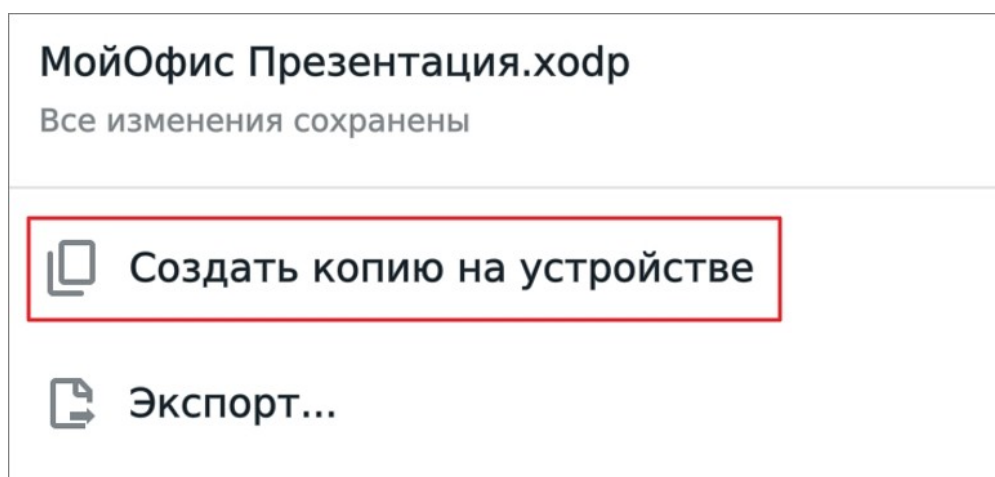 МойОфис Презентация.xodp
Все изменения сохранены
Создать копию на устройстве
Экспорт...